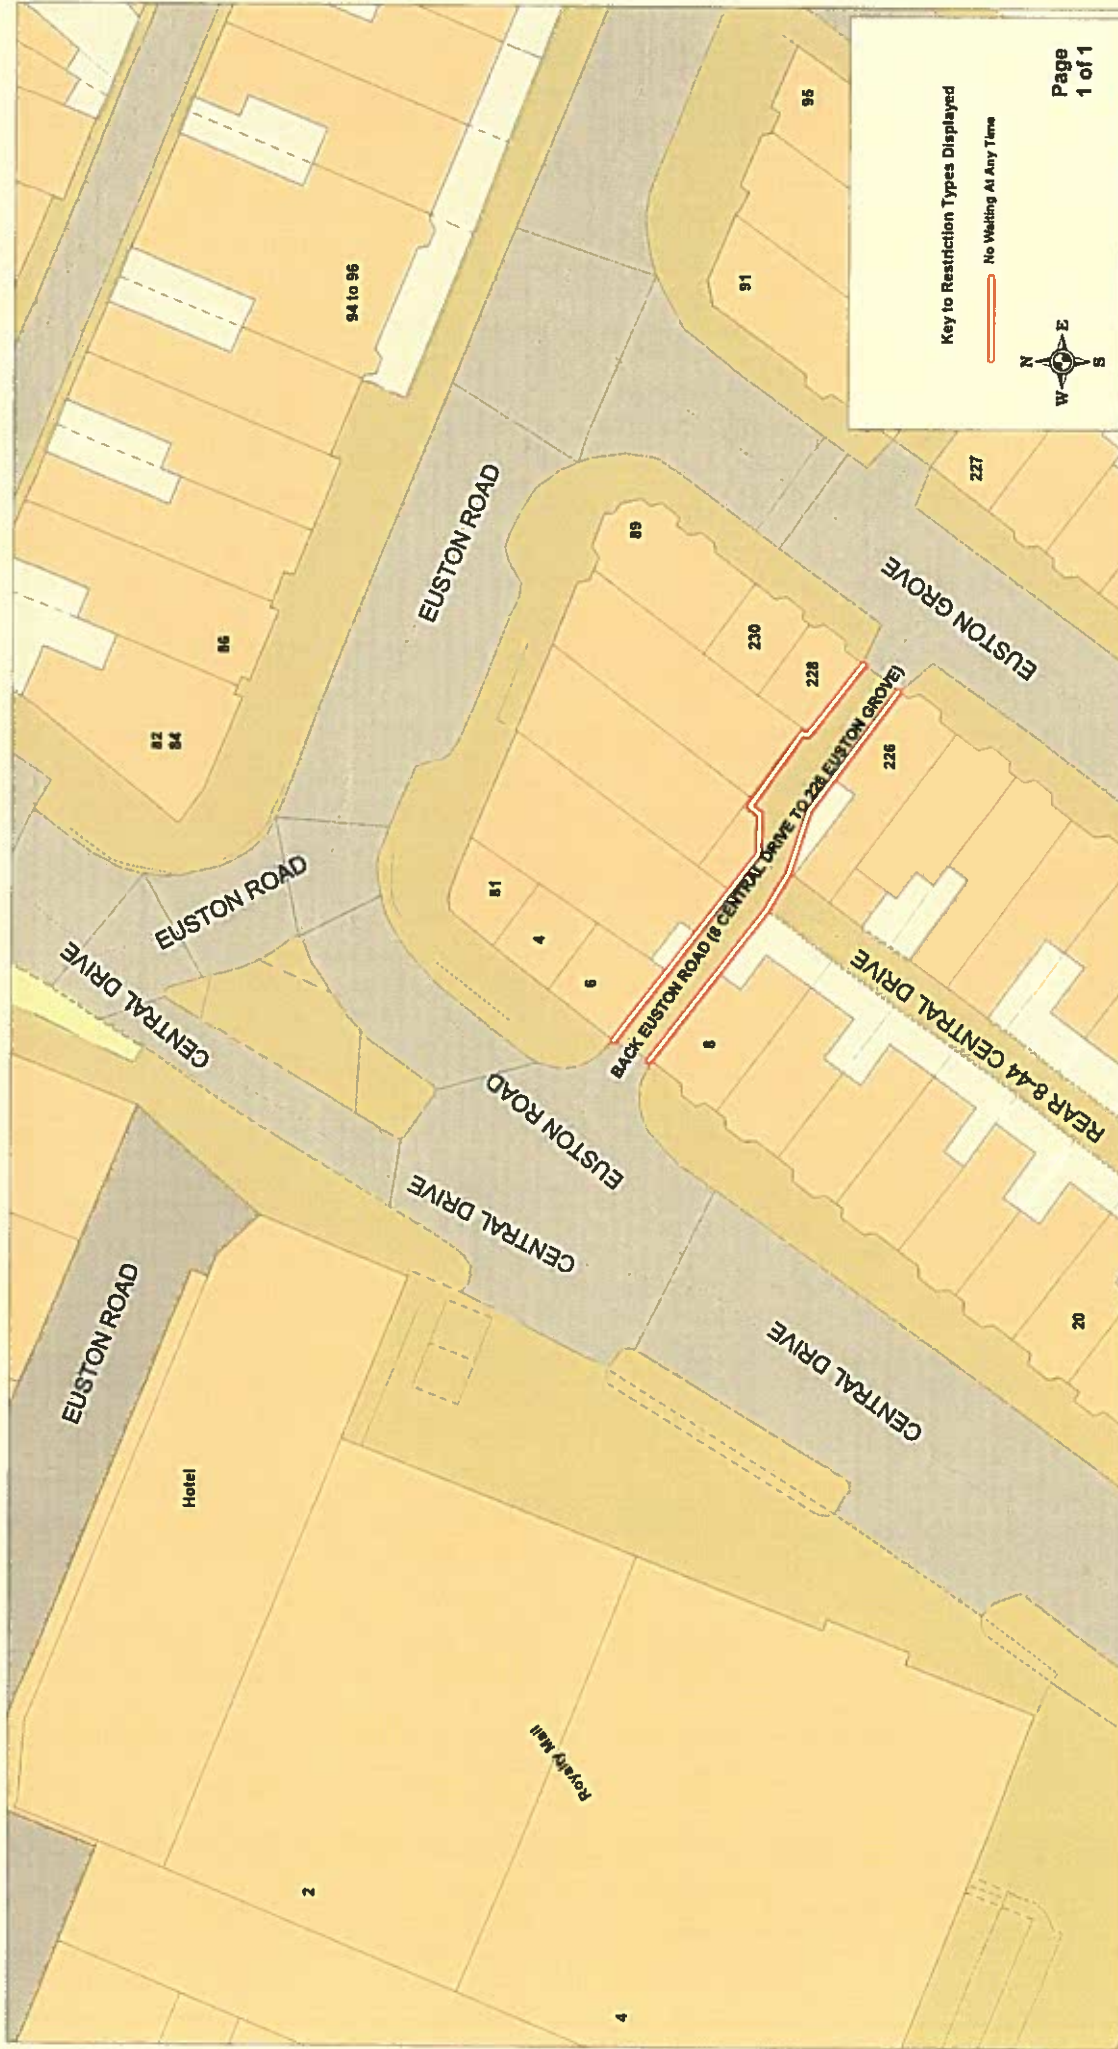 EUSTON ROAD
Hotel
CENTRAL DRIVE
EUSTON ROAD
82
84
86
94 to 96
2
EUSTON ROAD
CENTRAL DRIVE
EUSTON ROAD
81
4
6
89
91
95
Royalty Mall
4
BACK EUSTON ROAD (8 CENTRAL DRIVE TO 226 EUSTON GROVE)
8
230
228
226
CENTRAL DRIVE
REAR 8-44 CENTRAL DRIVE
EUSTON GROVE
227
20
Key to Restriction Types Displayed
No Waiting At Any Time
N
W
E
S
Page
1 of 1